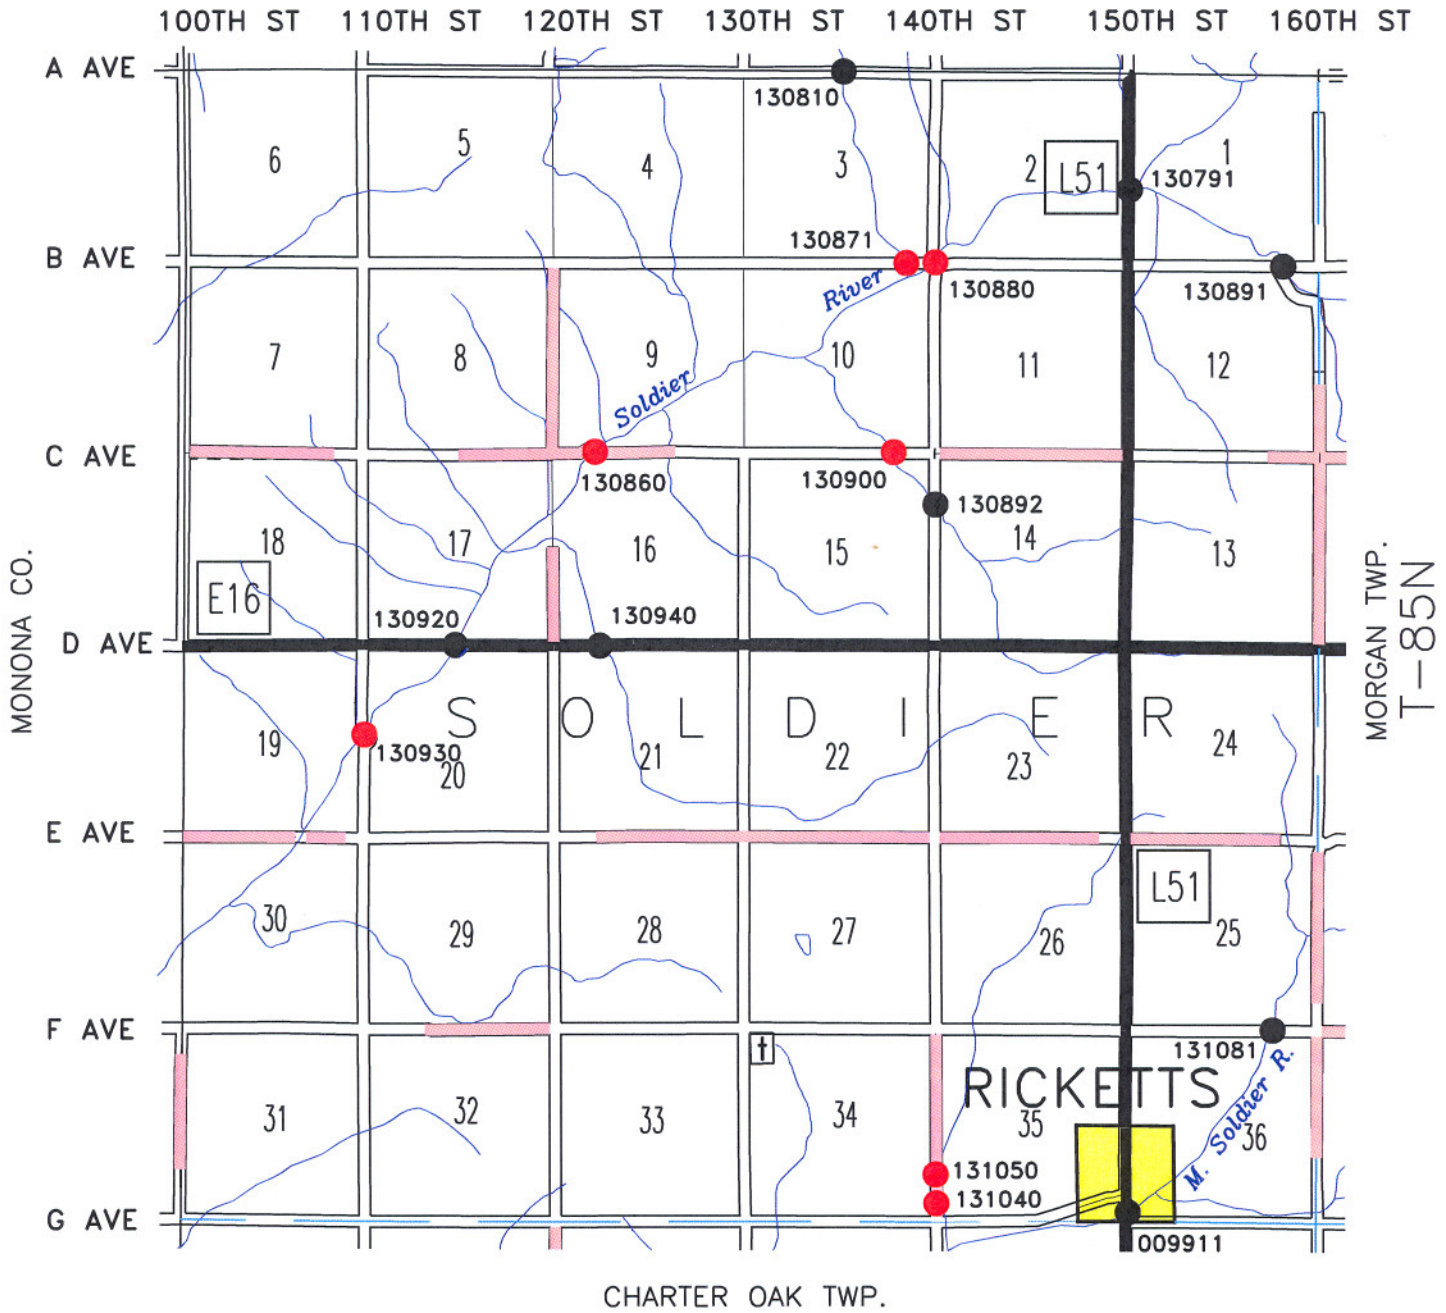 100TH ST 110TH ST 120TH ST 130TH ST 140TH ST 150TH ST 160TH ST
A AVE
130810
6 5 4 3 2 L51 1
130791
130871
B AVE
130880 130891
River
7 8 9 10 11 12
Soldier
C AVE
130860 130900 130892
18 17 16 15 14 13
E16
130920 130940
D AVE
MONONA CO.
MORGAN TWP.
T-85N
SOLDIER
19 130930 20 21 22 23 24
E AVE
L51
30 29 28 27 26 25
F AVE
131081
RICKETTS
M. Soldier R.
31 32 33 34 35 36
131050
131040
G AVE
009911
CHARTER OAK TWP.